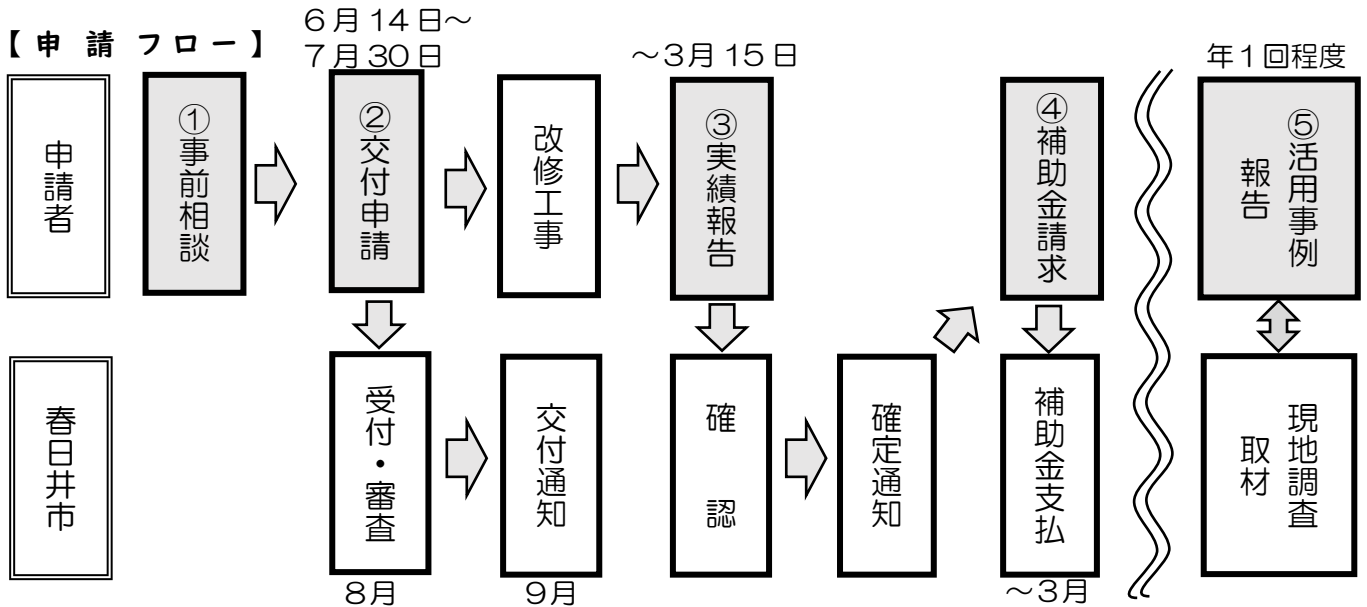 【申請フロー】
6月14日～
7月30日
～3月15日
年1回程度
申請者
①事前相談
②交付申請
改修工事
③実績報告
④補助金請求
⑤活用事例
報告
春日井市
受付・審査
交付通知
確認
確定通知
補助金支払
現地調査
取材
8月
9月
～3月